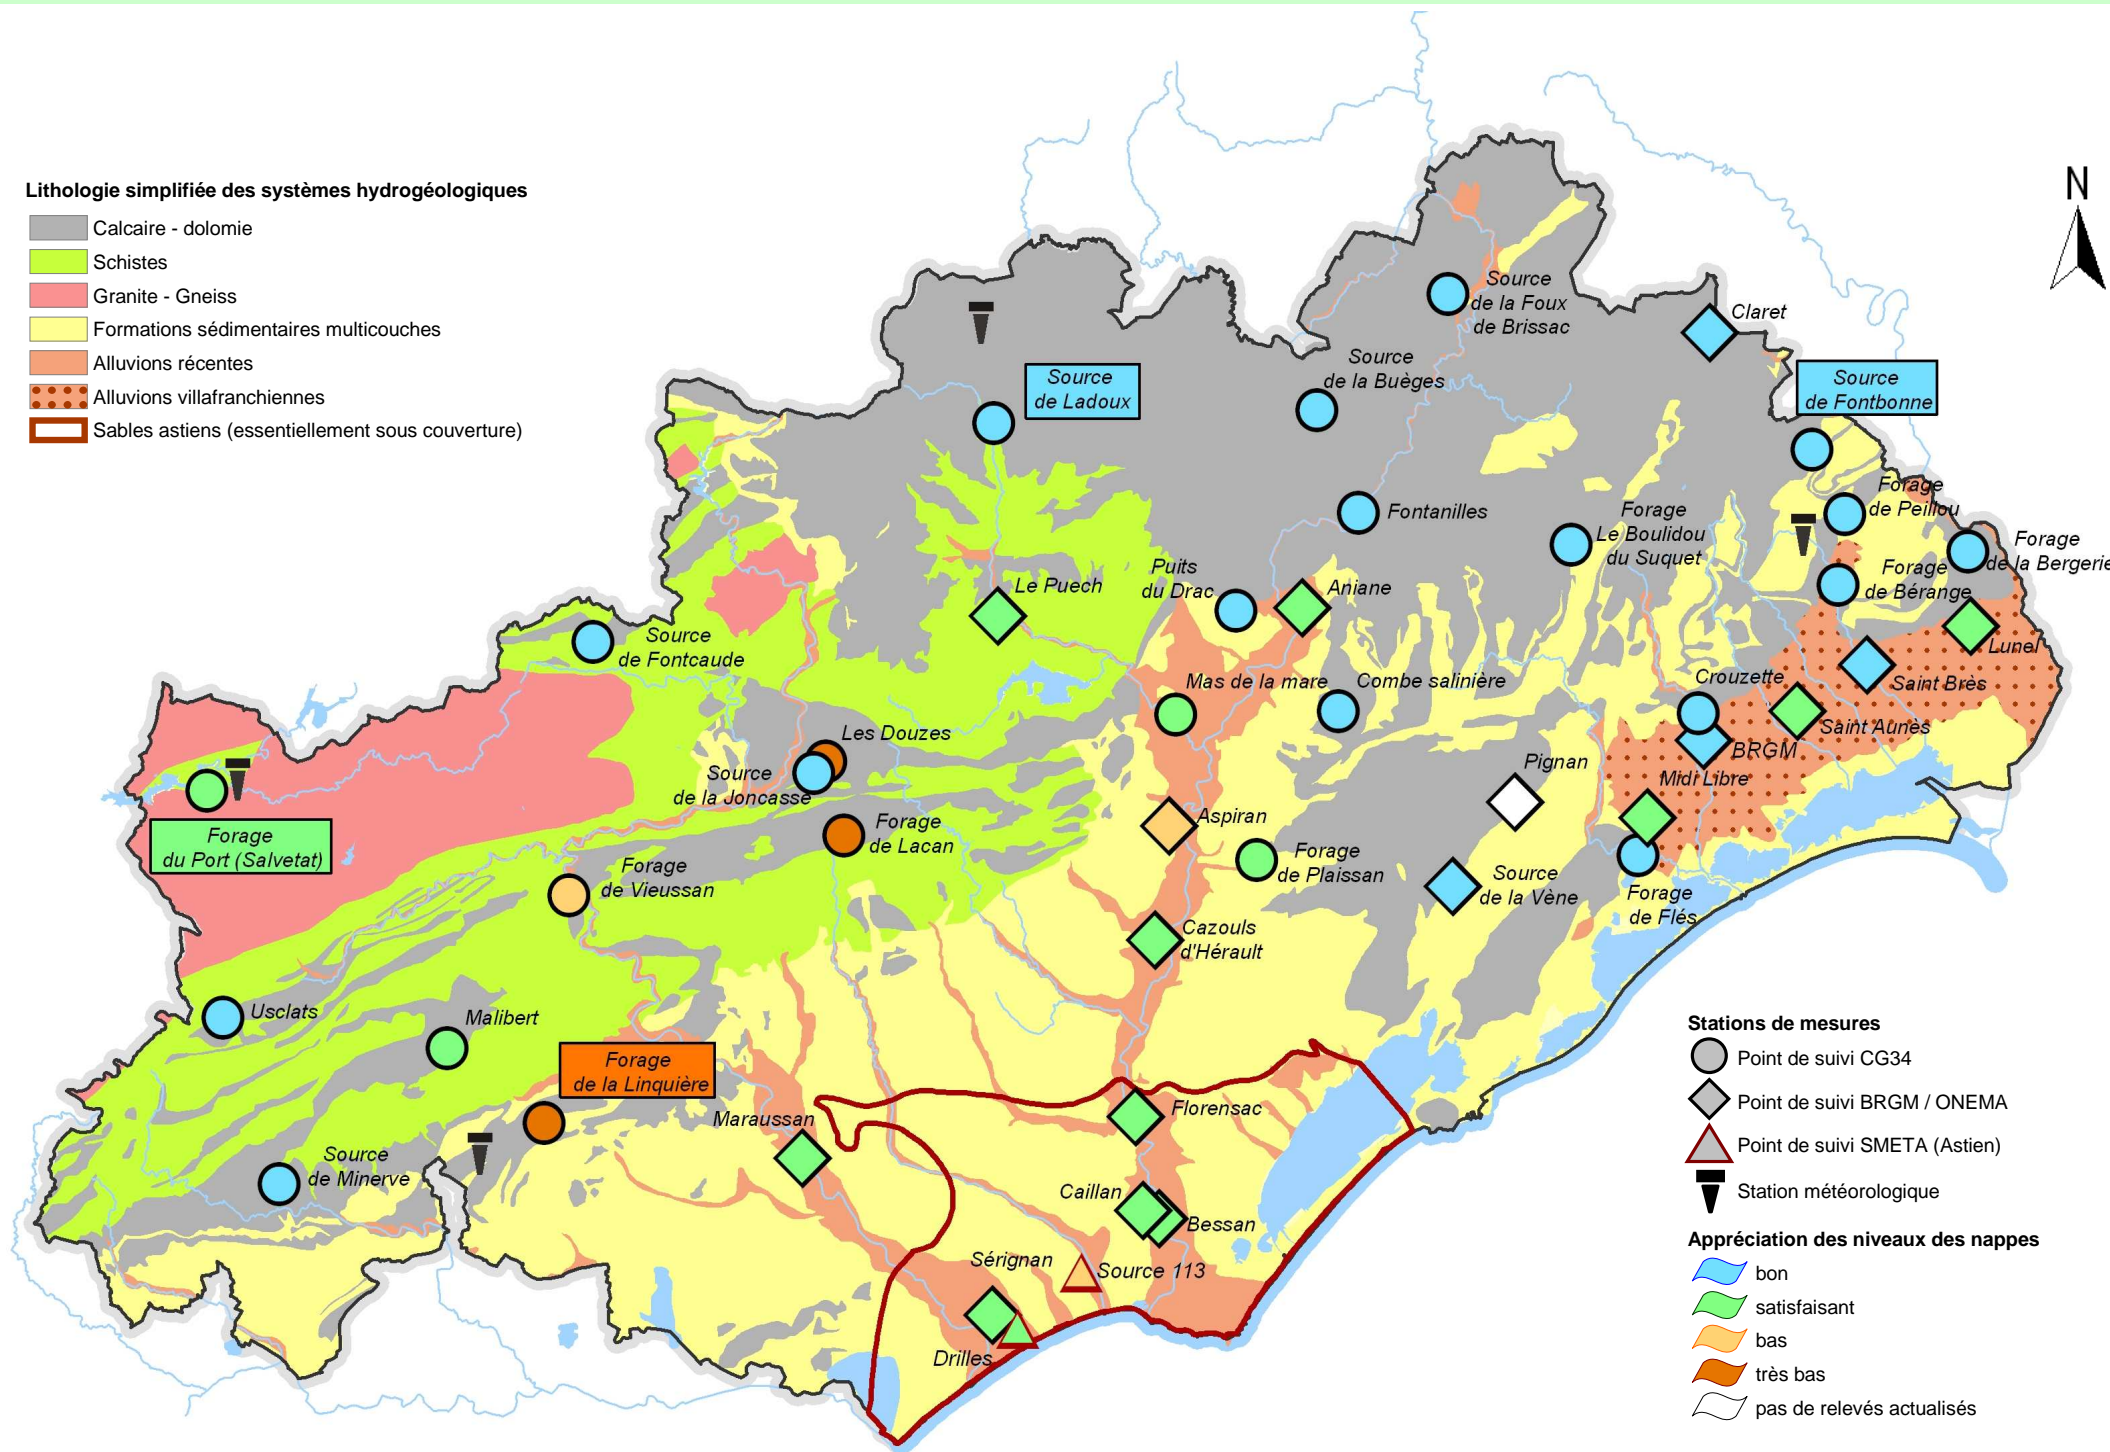 N
Lithologie simplifiée des systèmes hydrogéologiques
Calcaire - dolomie
Schistes
Granite - Gneiss
Formations sédimentaires multicouches
Alluvions récentes
Alluvions villafranchiennes
Sables astiens (essentiellement sous couverture)
Source
de la Foux
de Brissac
Claret
Source
de la Buèges
Source
de Ladoux
Source
de Fontbonne
Forage
de Peillou
Fontanilles
Forage
Le Boulidou
du Suquet
Forage
de la Bergerie
Forage
de Bérange
Puits
du Drac
Aniane
Le Puech
Source
de Fontcaude
Lunel
Saint Brès
Mas de la mare
Combe salinière
Crouzette
Saint Aunès
BRGM
Midi Libre
Les Douzes
Source
de la Joncasse
Pignan
Forage
du Port (Salvetat)
Forage
de Lacan
Aspiran
Forage
de Plaissan
Forage
de Vieussan
Source
de la Vène
Forage
de Flés
Cazouls
d'Hérault
Usclats
Malibert
Forage
de la Linquière
Maraussan
Florensac
Source
de Minerve
Caillan
Bessan
Sérignan
Source 113
Drilles
Stations de mesures
Point de suivi CG34
Point de suivi BRGM / ONEMA
Point de suivi SMETA (Astien)
Station météorologique
Appréciation des niveaux des nappes
bon
satisfaisant
bas
très bas
pas de relevés actualisés